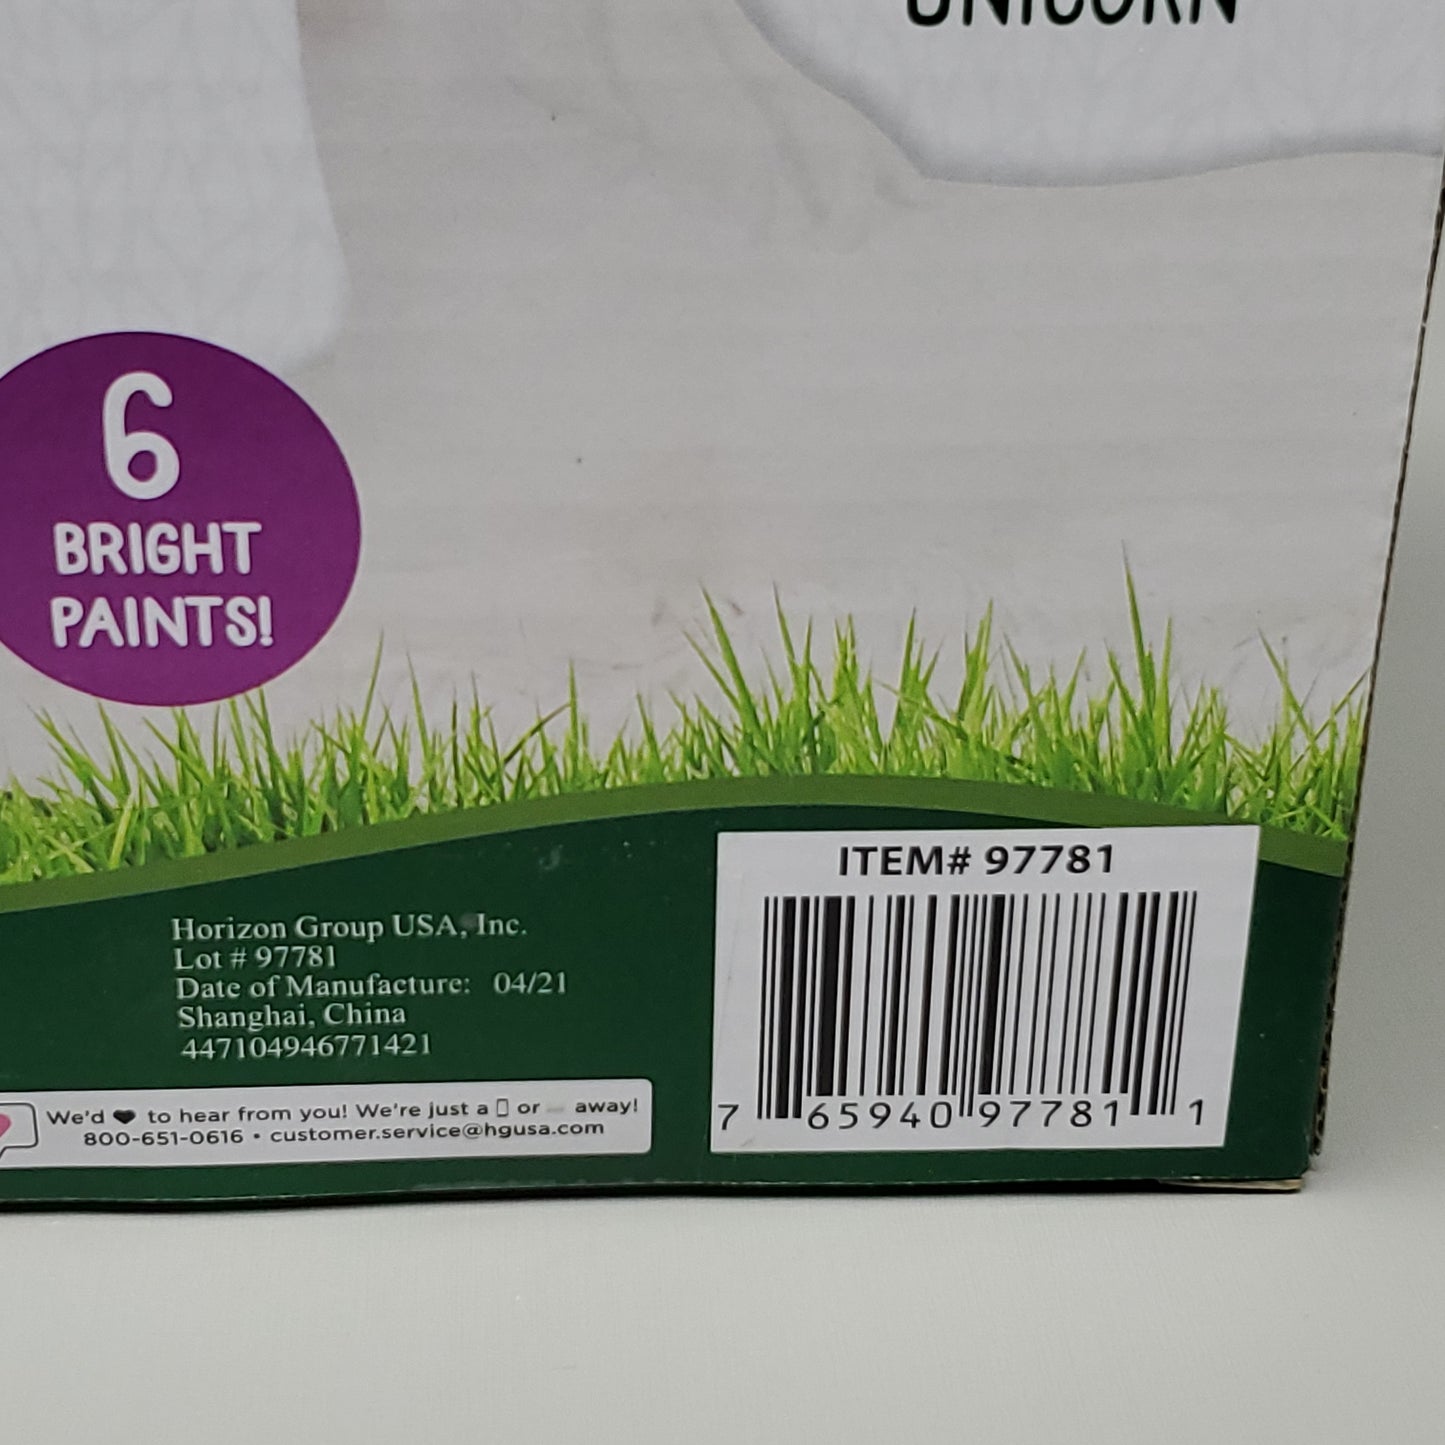 UNICORN
6
BRIGHT
PAINTS!
ITEM# 97781
Horizon Group USA, Inc.
Lot # 97781
Date of Manufacture: 04/21
Shanghai, China
447104946771421
We'd ♥ to hear from you! We're just a or away!
800-651-0616 • customer.service@hgusa.com
7 65940 97781 1